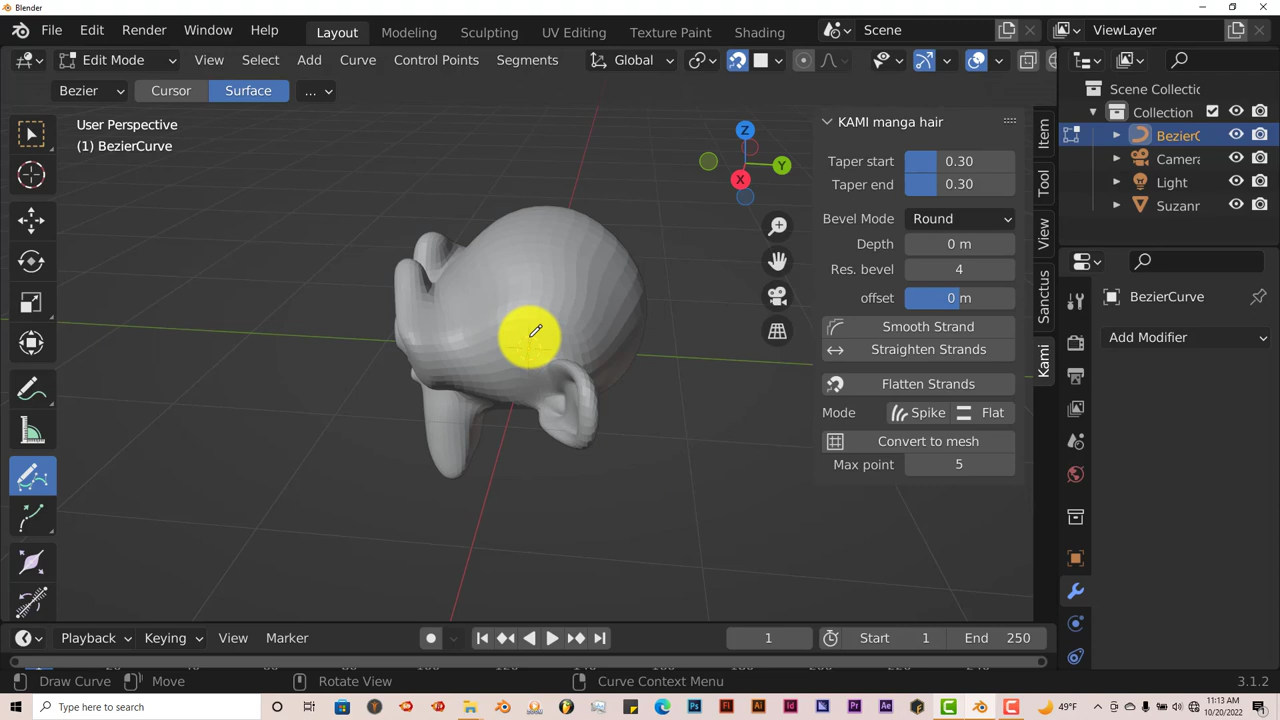 Blender
File Edit Render Window Help Layout Modeling Sculpting UV Editing Texture Paint Shading Scene ViewLayer
Edit Mode View Select Add Curve Control Points Segments Global
Bezier Cursor Surface ...
User Perspective
(1) BezierCurve
Z
Y
X
KAMI manga hair
Taper start 0.30
Taper end 0.30
Bevel Mode Round
Depth 0 m
Res. bevel 4
offset 0 m
Smooth Strand
Straighten Strands
Flatten Strands
Mode Spike Flat
Convert to mesh
Max point 5
Item
Tool
View
Sanctus
Kami
Scene Collectic
Collection
BezierC
Camera
Light
Suzann
BezierCurve
Add Modifier
Playback Keying View Marker 1 Start 1 End 250
Draw Curve Move Rotate View Curve Context Menu 3.1.2
Type here to search
49°F
11:13 AM
10/20/2022